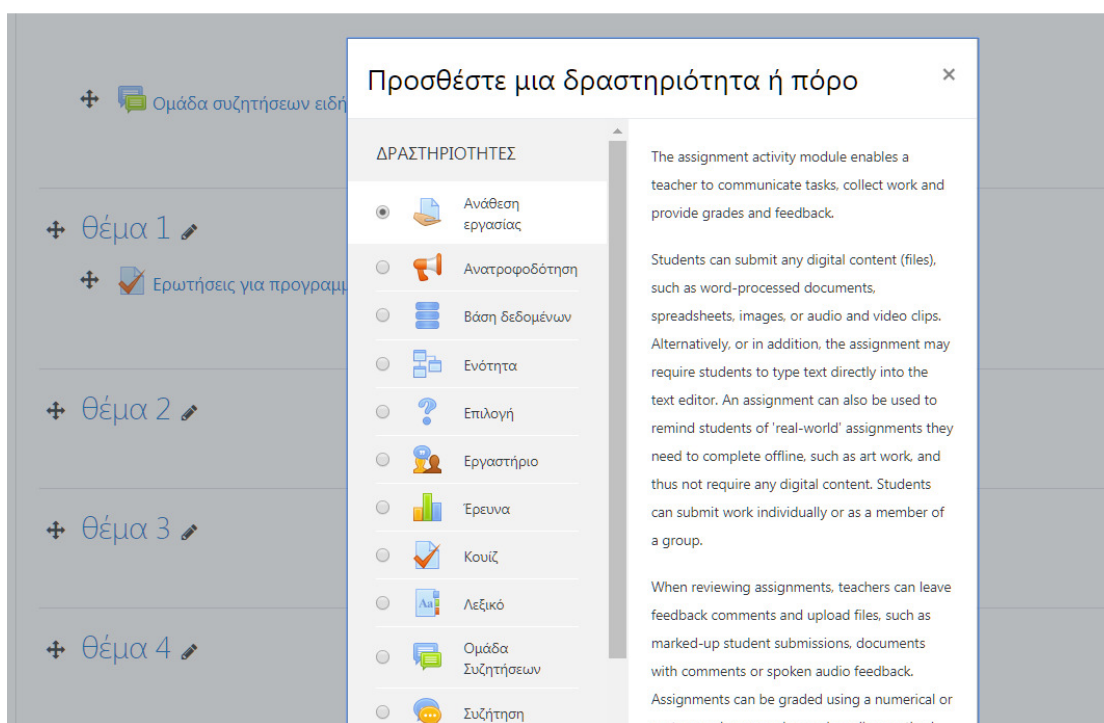 Προσθέστε μια δραστηριότητα ή πόρο
×
Ομάδα συζητήσεων
θέμα 1
Ερωτήσεις για
θέμα 2
θέμα 3
θέμα 4
ΔΡΑΣΤΗΡΙΟΤΗΤΕΣ
Ανάθεση
εργασίας
Ανατροφοδότηση
Βάση δεδομένων
Ενότητα
Επιλογή
Εργαστήριο
Έρευνα
Κουίζ
Λεξικό
Ομάδα
Συζητήσεων
Συζήτηση
The assignment activity module enables a
teacher to communicate tasks, collect work and
provide grades and feedback.
Students can submit any digital content (files),
such as word-processed documents,
spreadsheets, images, or audio and video clips.
Alternatively, or in addition, the assignment may
require students to type text directly into the
text editor. An assignment can also be used to
remind students of 'real-world' assignments they
need to complete offline, such as art work, and
thus not require any digital content. Students
can submit work individually or as a member of
a group.
When reviewing assignments, teachers can leave
feedback comments and upload files, such as
marked-up student submissions, documents
with comments or spoken audio feedback.
Assignments can be graded using a numerical or